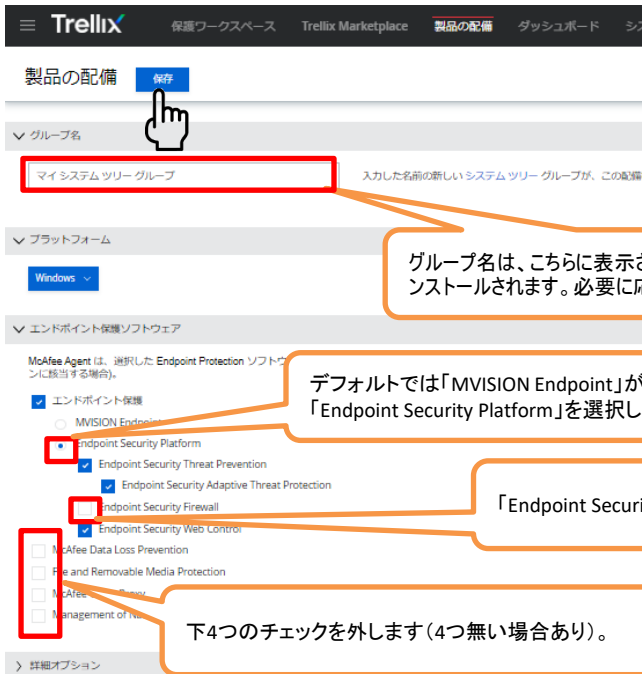 Trellix 保護ワークスペース Trellix Marketplace 製品の配備 ダッシュボード
製品の配備 保存
グループ名
マイ システム ツリー グループ 入力した名前の新しい システム ツリー グループが、この配備
プラットフォーム
Windows
グループ名は、こちらに表示さ
ンストールされます。必要に応
エンドポイント保護ソフトウェア
McAfee Agent は、選択した Endpoint Protection ソフトウ
ンに該当する場合)。
デフォルトでは「MVISION Endpoint」が
「Endpoint Security Platform」を選択し
エンドポイント保護
MVISION Endpoint
Endpoint Security Platform
Endpoint Security Threat Prevention
Endpoint Security Adaptive Threat Protection
Endpoint Security Firewall
「Endpoint Securi
Endpoint Security Web Control
McAfee Data Loss Prevention
File and Removable Media Protection
McAfee
Management of
下4つのチェックを外します(4つ無い場合あり)。
詳細オプション